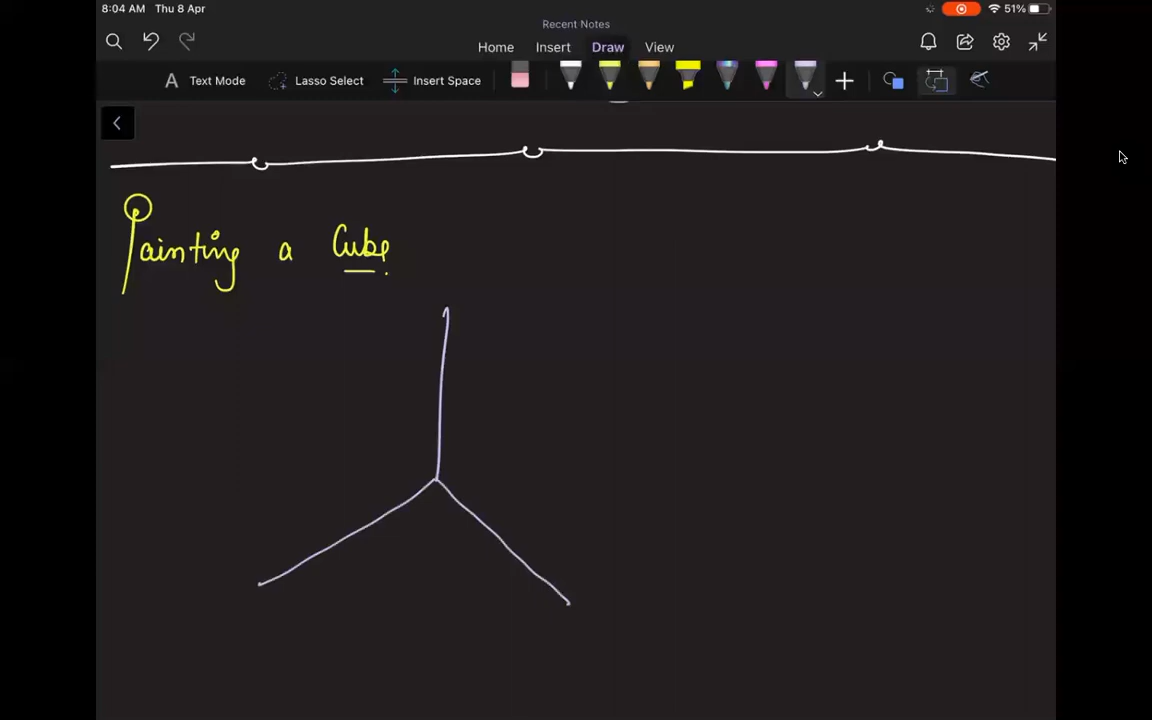 8:04 AM Thu 8 Apr
51%
Recent Notes
Home Insert Draw View
Text Mode Lasso Select Insert Space
Painting a Cube.